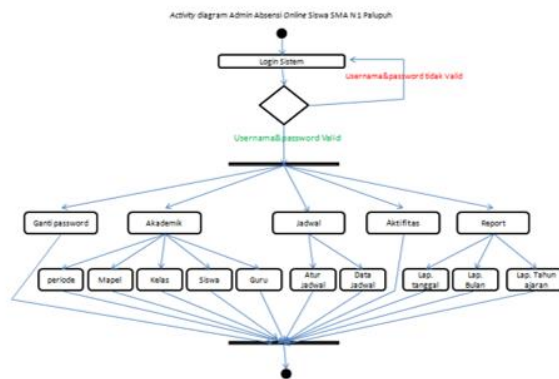 Activity diagram Admin Absensi Online Siswa SMA N 1 Palupuh
Login Sistem
Username&password tidak Valid
Username&password Valid
Ganti password
Akademik
Jadwal
Aktifitas
Report
periode
Mapel
Kelas
Siswa
Guru
Atur
Jadwal
Data
Jadwal
Lap.
tanggal
Lap.
Bulan
Lap. Tahun
ajaran